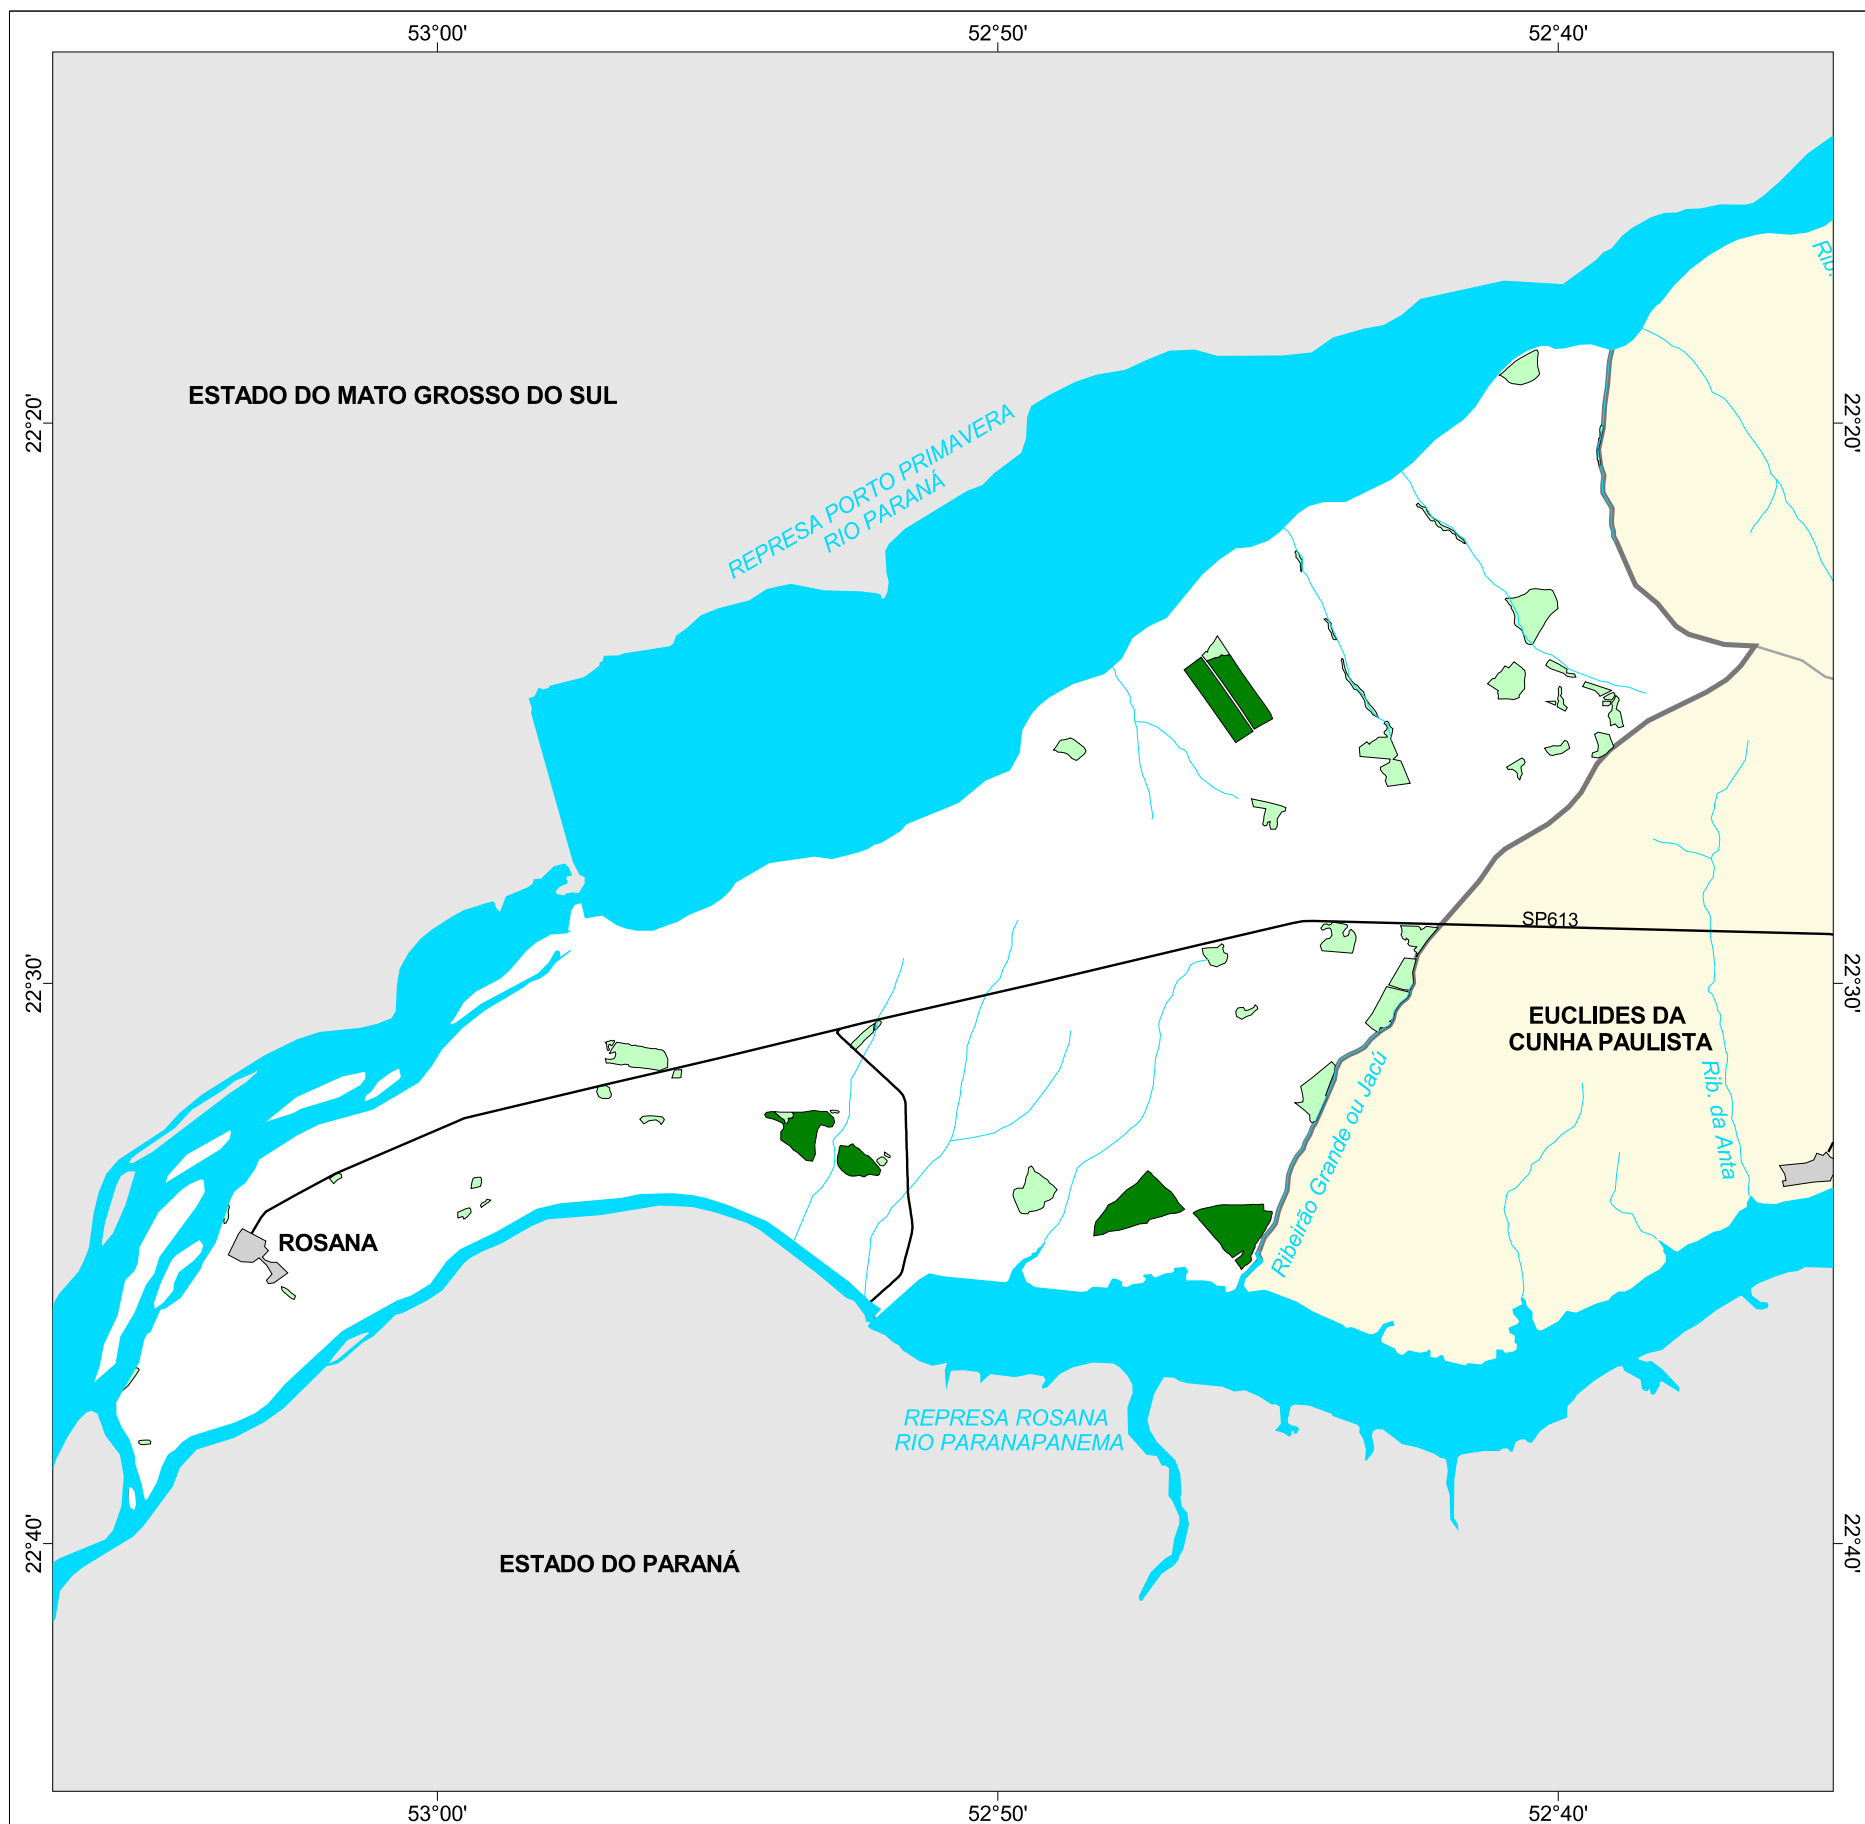 53°00'
52°50'
52°40'
Rib.
ESTADO DO MATO GROSSO DO SUL
22°20'
22°20'
REPRESA PORTO PRIMAVERA
RIO PARANÁ
SP613
22°30'
22°30'
EUCLIDES DA
CUNHA PAULISTA
Ribeirão Grande ou Jacú
Rib. da Anta
ROSANA
REPRESA ROSANA
RIO PARANAPANEMA
22°40'
22°40'
ESTADO DO PARANÁ
53°00'
52°50'
52°40'